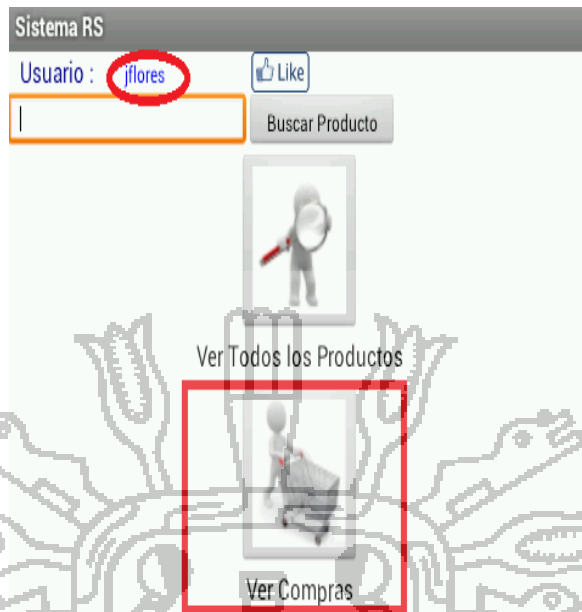 Sistema RS
Usuario : jflores Like
Buscar Producto
Ver Todos los Productos
Ver Compras